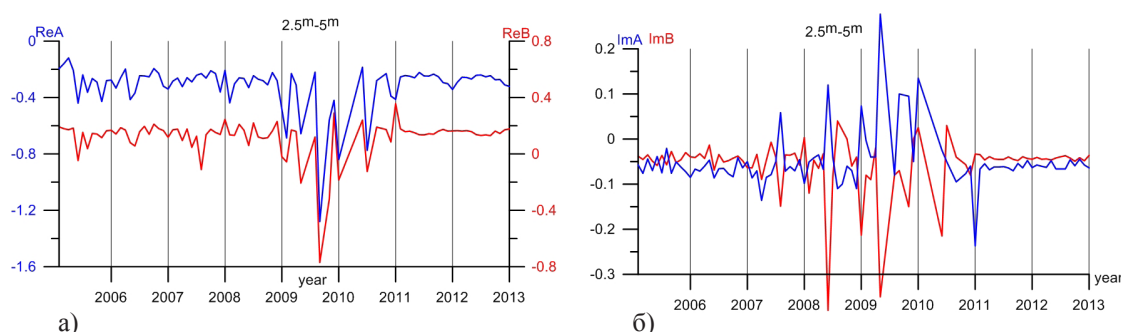 2.5ᵐ-5ᵐ
ReA ReB
0 0.8
-0.4 0.4
-0.8 0
-1.2 -0.4
-1.6 -0.8
year
2006 2007 2008 2009 2010 2011 2012 2013
а)
2.5ᵐ-5ᵐ
ImA ImB
0.2
0.1
0
-0.1
-0.2
-0.3
year
2006 2007 2008 2009 2010 2011 2012 2013
б)